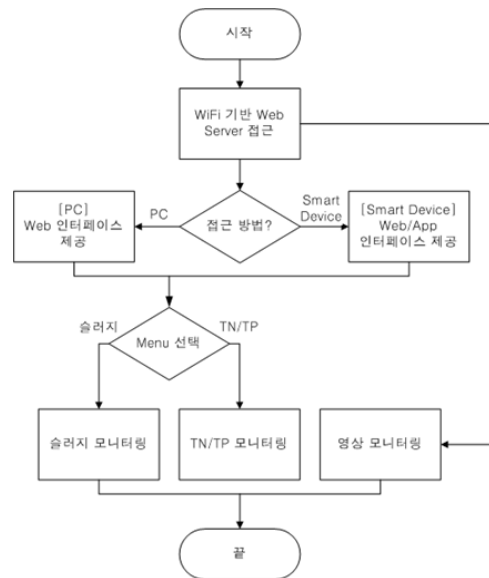 시작
WiFi 기반 Web
Server 접근
[PC]
Web 인터페이스
제공
PC
접근 방법?
Smart
Device
[Smart Device]
Web/App
인터페이스 제공
슬러지
Menu 선택
TN/TP
슬러지 모니터링
TN/TP 모니터링
영상 모니터링
끝